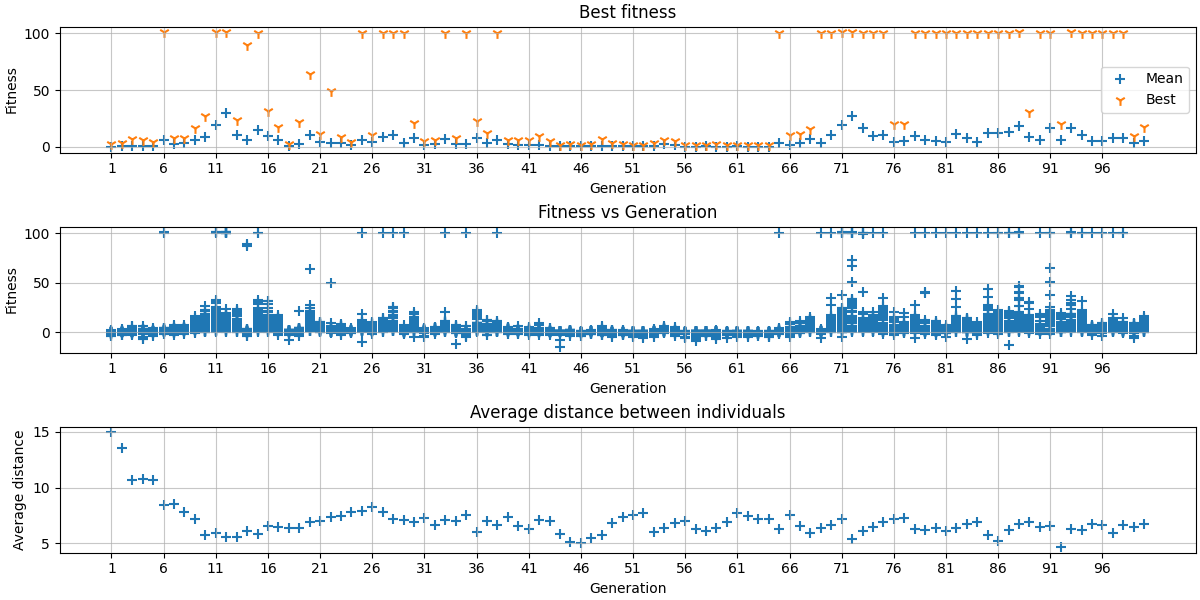 Best fitness
100
50
0
Fitness
Mean
Best
1 6 11 16 21 26 31 36 41 46 51 56 61 66 71 76 81 86 91 96
Generation
Fitness vs Generation
100
50
0
Fitness
1 6 11 16 21 26 31 36 41 46 51 56 61 66 71 76 81 86 91 96
Generation
Average distance between individuals
15
10
5
Average distance
1 6 11 16 21 26 31 36 41 46 51 56 61 66 71 76 81 86 91 96
Generation